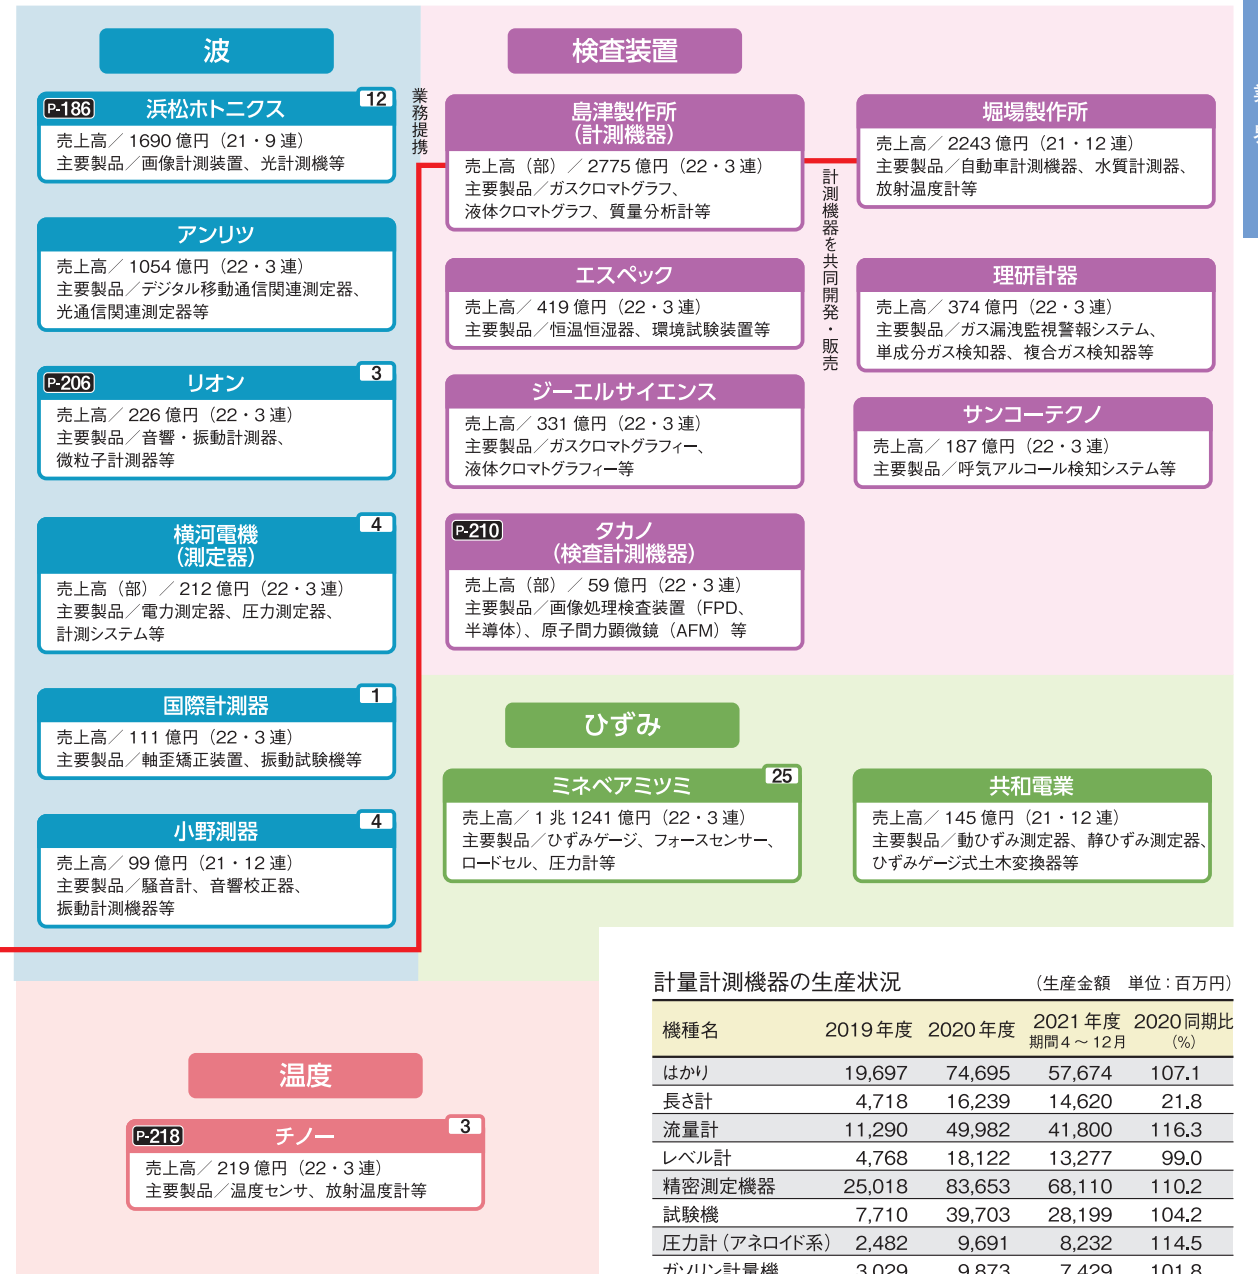 波
P-186 浜松ホトニクス 12
売上高／1690億円（21・9連）
主要製品／画像計測装置、光計測機等
アンリツ
売上高／1054億円（22・3連）
主要製品／デジタル移動通信関連測定器、
光通信関連測定器等
P-206 リオン 3
売上高／226億円（22・3連）
主要製品／音響・振動計測器、
微粒子計測器等
横河電機 4
（測定器）
売上高（部）／212億円（22・3連）
主要製品／電力測定器、圧力測定器、
計測システム等
国際計測器 1
売上高／111億円（22・3連）
主要製品／軸歪矯正装置、振動試験機等
小野測器 4
売上高／99億円（21・12連）
主要製品／騒音計、音響校正器、
振動計測機器等
業務提携
検査装置
島津製作所
（計測機器）
売上高（部）／2775億円（22・3連）
主要製品／ガスクロマトグラフ、
液体クロマトグラフ、質量分析計等
計測機器を共同開発・販売
堀場製作所
売上高／2243億円（21・12連）
主要製品／自動車計測機器、水質計測器、
放射温度計等
エスペック
売上高／419億円（22・3連）
主要製品／恒温恒湿器、環境試験装置等
理研計器
売上高／374億円（22・3連）
主要製品／ガス漏洩監視警報システム、
単成分ガス検知器、複合ガス検知器等
ジーエルサイエンス
売上高／331億円（22・3連）
主要製品／ガスクロマトグラフィー、
液体クロマトグラフィー等
サンコーテクノ
売上高／187億円（22・3連）
主要製品／呼気アルコール検知システム等
P-210 タカノ
（検査計測機器）
売上高（部）／59億円（22・3連）
主要製品／画像処理検査装置（FPD、
半導体）、原子間力顕微鏡（AFM）等
ひずみ
ミネベアミツミ 25
売上高／1兆1241億円（22・3連）
主要製品／ひずみゲージ、フォースセンサー、
ロードセル、圧力計等
共和電業
売上高／145億円（21・12連）
主要製品／動ひずみ測定器、静ひずみ測定器、
ひずみゲージ式土木変換器等
温度
P-218 チノー 3
売上高／219億円（22・3連）
主要製品／温度センサ、放射温度計等
計量計測機器の生産状況 （生産金額 単位：百万円）
機種名 2019年度 2020年度 2021年度 2020同期比
期間4～12月 （%）
はかり 19,697 74,695 57,674 107.1
長さ計 4,718 16,239 14,620 21.8
流量計 11,290 49,982 41,800 116.3
レベル計 4,768 18,122 13,277 99.0
精密測定機器 25,018 83,653 68,110 110.2
試験機 7,710 39,703 28,199 104.2
圧力計（アネロイド系） 2,482 9,691 8,232 114.5
ガソリン計量機 3,029 9,873 7,429 101.8